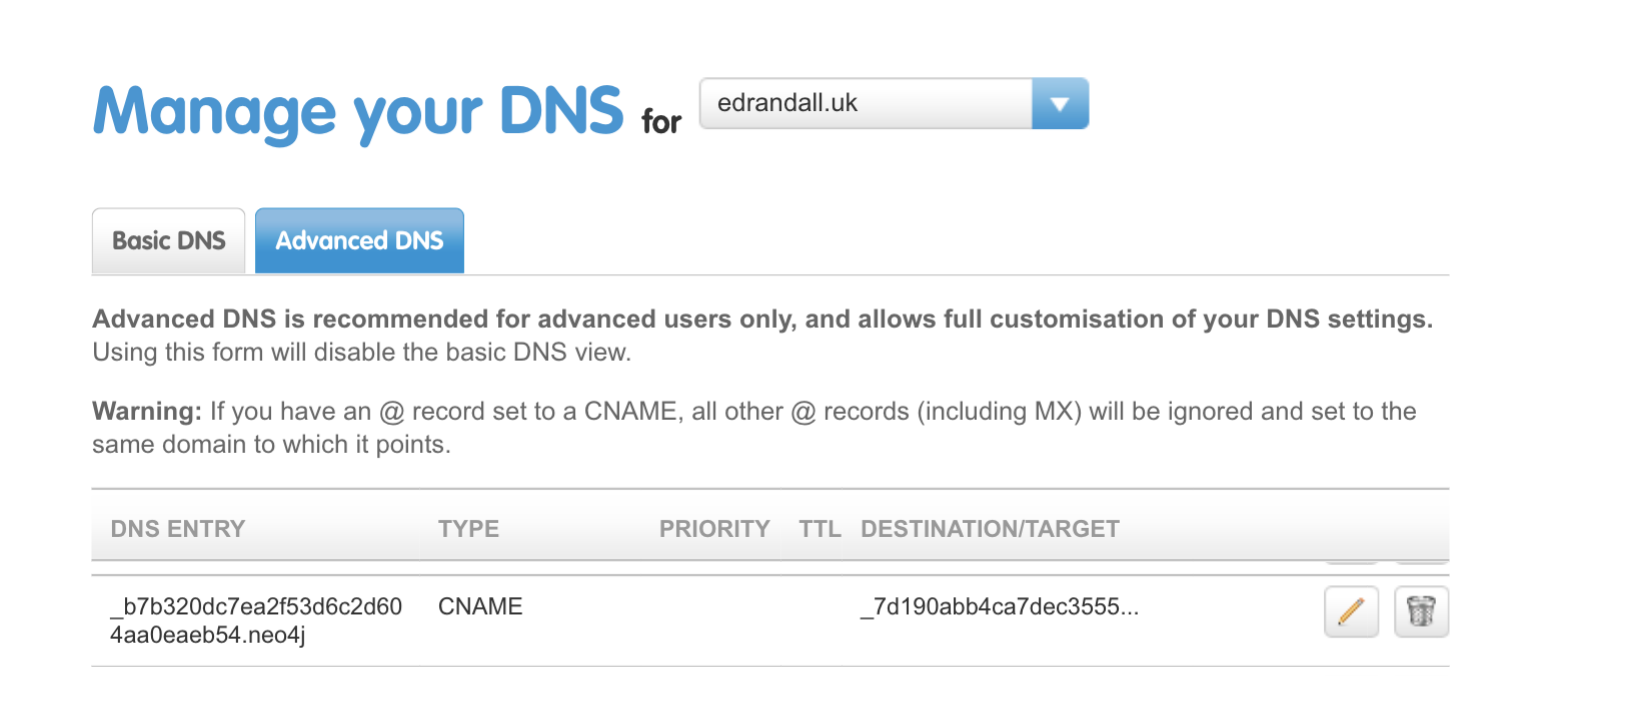 Manage your DNS for edrandall.uk
Basic DNS Advanced DNS
Advanced DNS is recommended for advanced users only, and allows full customisation of your DNS settings.
Using this form will disable the basic DNS view.
Warning: If you have an @ record set to a CNAME, all other @ records (including MX) will be ignored and set to the
same domain to which it points.
DNS ENTRY TYPE PRIORITY TTL DESTINATION/TARGET
_b7b320dc7ea2f53d6c2d60 CNAME _7d190abb4ca7dec3555...
4aa0eaeb54.neo4j